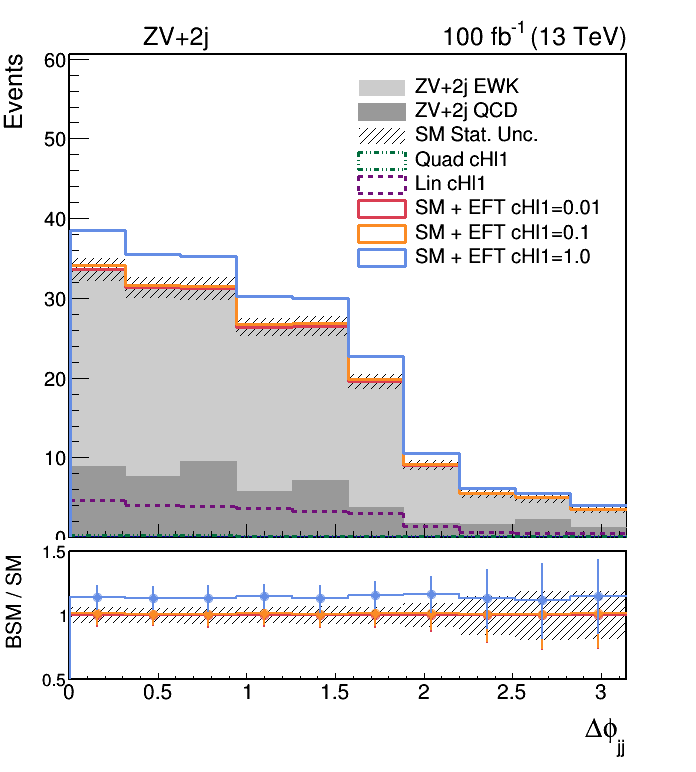 ZV+2j 100 fb-1 (13 TeV)
Events
60
50
40
30
20
10
0
ZV+2j EWK
ZV+2j QCD
SM Stat. Unc.
Quad cHl1
Lin cHl1
SM + EFT cHl1=0.01
SM + EFT cHl1=0.1
SM + EFT cHl1=1.0
BSM / SM
1.5
1
0.5
0 0.5 1 1.5 2 2.5 3
Δϕjj